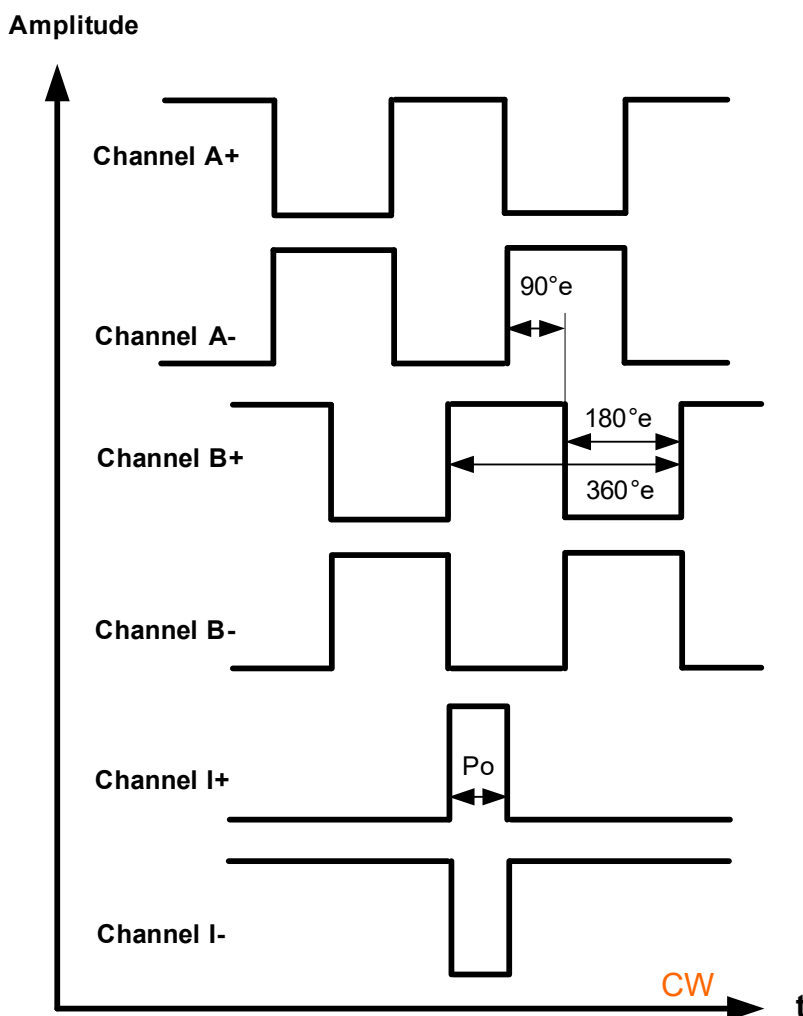 Amplitude
Channel A+
90°e
Channel A-
180°e
Channel B+
360°e
Channel B-
Po
Channel I+
Channel I-
CW
t